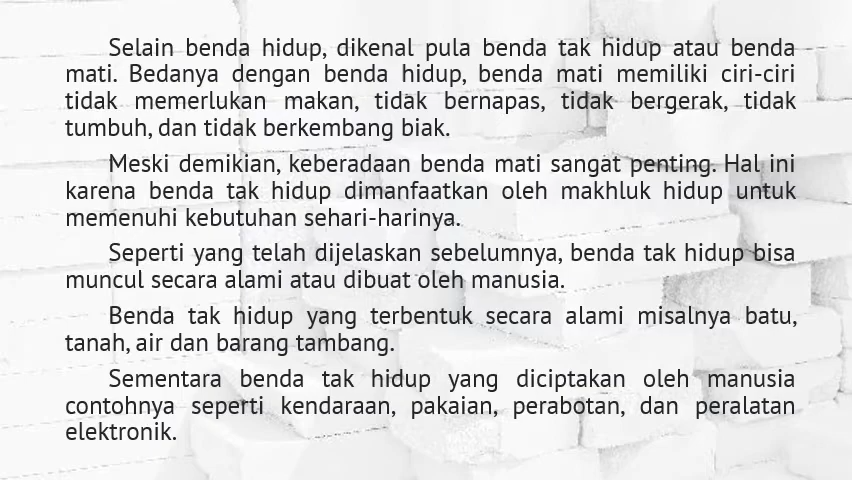 Selain benda hidup, dikenal pula benda tak hidup atau benda
mati. Bedanya dengan benda hidup, benda mati memiliki ciri-ciri
tidak memerlukan makan, tidak bernapas, tidak bergerak, tidak
tumbuh, dan tidak berkembang biak.
Meski demikian, keberadaan benda mati sangat penting. Hal ini
karena benda tak hidup dimanfaatkan oleh makhluk hidup untuk
memenuhi kebutuhan sehari-harinya.
Seperti yang telah dijelaskan sebelumnya, benda tak hidup bisa
muncul secara alami atau dibuat oleh manusia.
Benda tak hidup yang terbentuk secara alami misalnya batu,
tanah, air dan barang tambang.
Sementara benda tak hidup yang diciptakan oleh manusia
contohnya seperti kendaraan, pakaian, perabotan, dan peralatan
elektronik.